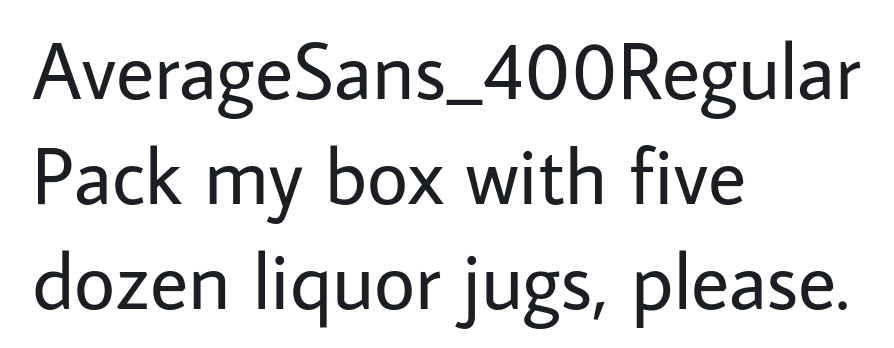 AverageSans_400Regular
Pack my box with five
dozen liquor jugs, please.